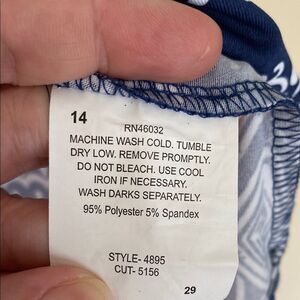 14
RN46032
MACHINE WASH COLD. TUMBLE
DRY LOW. REMOVE PROMPTLY.
DO NOT BLEACH. USE COOL
IRON IF NECESSARY.
WASH DARKS SEPARATELY.
95% Polyester 5% Spandex
STYLE- 4895
CUT- 5156
29